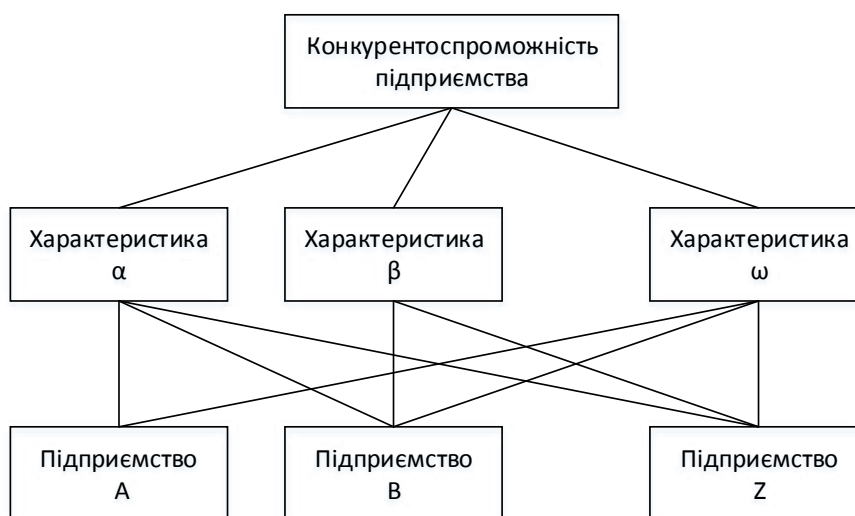 Конкурентоспроможність
підприємства
Характеристика
α
Характеристика
β
Характеристика
ω
Підприємство
А
Підприємство
В
Підприємство
Z